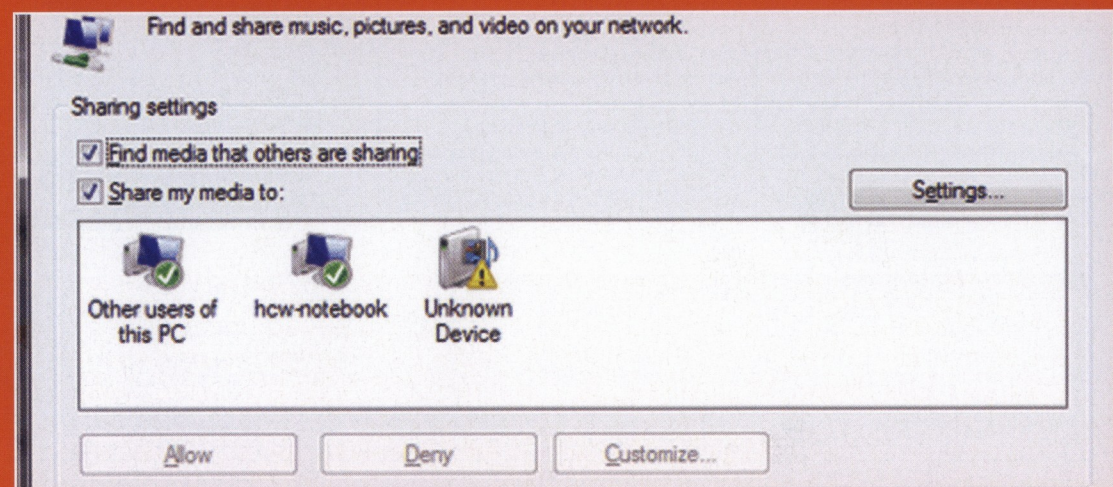 Find and share music, pictures, and video on your network.
Sharing settings
Find media that others are sharing
Share my media to:
Settings...
Other users of
this PC
hcw-notebook
Unknown
Device
Allow
Deny
Customize...